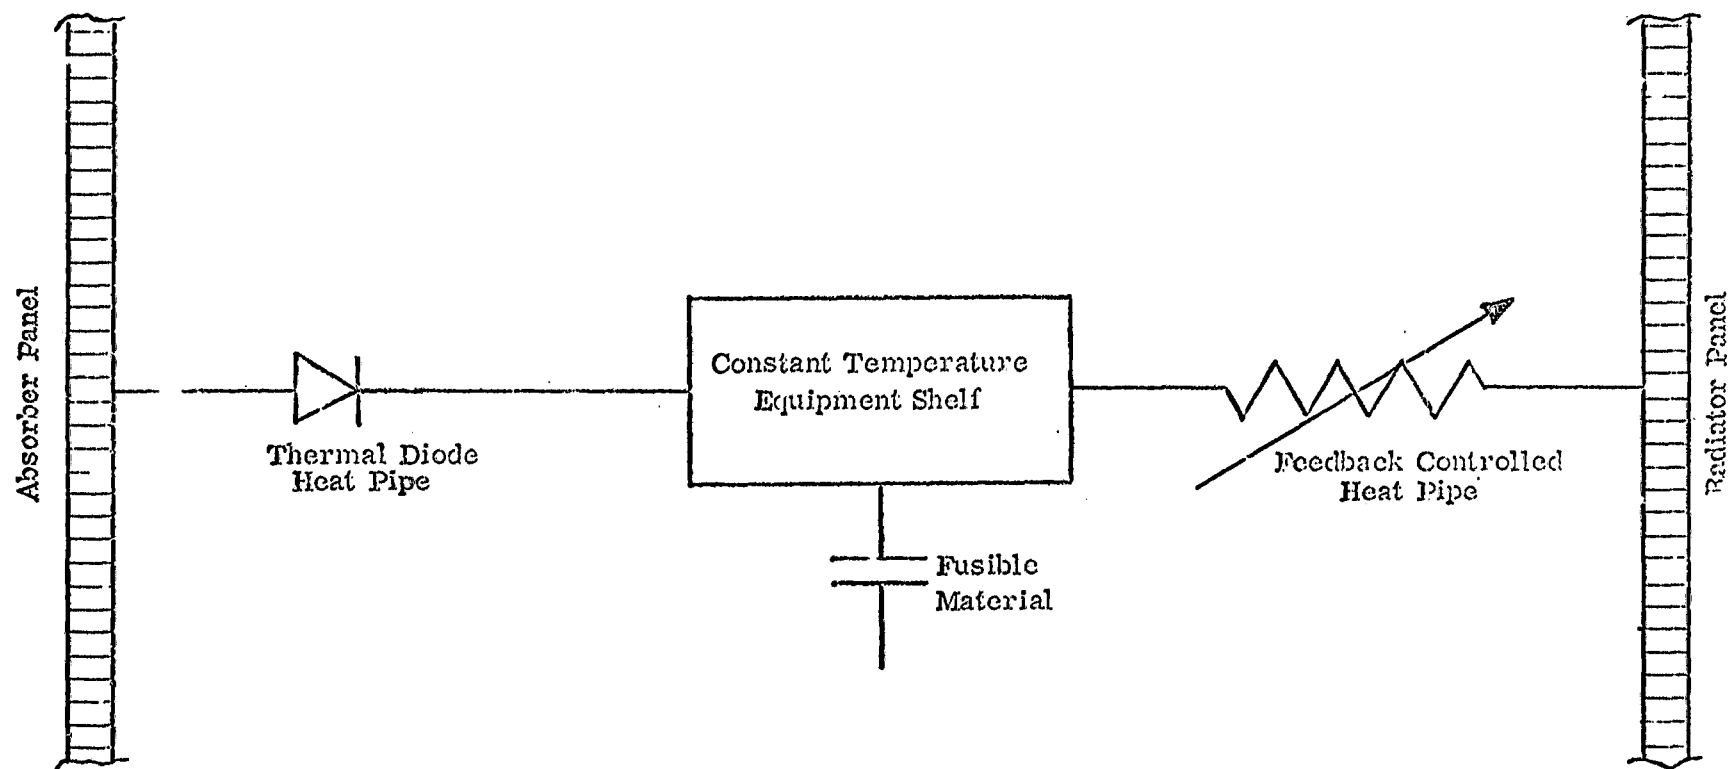 Absorber Panel
Thermal Diode
Heat Pipe
Constant Temperature
Equipment Shelf
Fusible
Material
Feedback Controlled
Heat Pipe
Radiator Panel